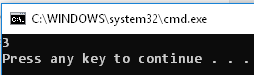 C:\WINDOWS\system32\cmd.exe
3
Press any key to continue . . .